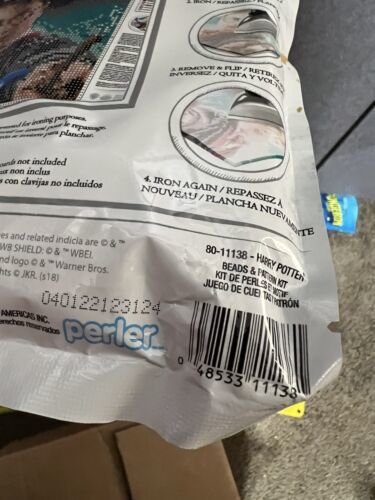 2. IRON / REPASSEZ / PLANCHA
3. REMOVE & FLIP / RETIREZ
INVERSEZ / QUITA Y VOLTEA
for ironing purposes.
pour le repassage.
para planchar.
not included
non inclus
con clavijas no incluidos
4. IRON AGAIN / REPASSEZ À
NOUVEAU / PLANCHA NUEVAMENTE
and related indicia are © & ™
SHIELD: © & ™ WBEI.
logo © & ™ Warner Bros.
© JKR. (s18)
040122123124
AMERICAS INC.
derechos reservados
perler
80-11138 - HARRY POTTER
BEADS & PATTERN KIT
KIT DE PERLES ET MOTIF
JUEGO DE CUENTAS PATRÓN
0 48533 11138